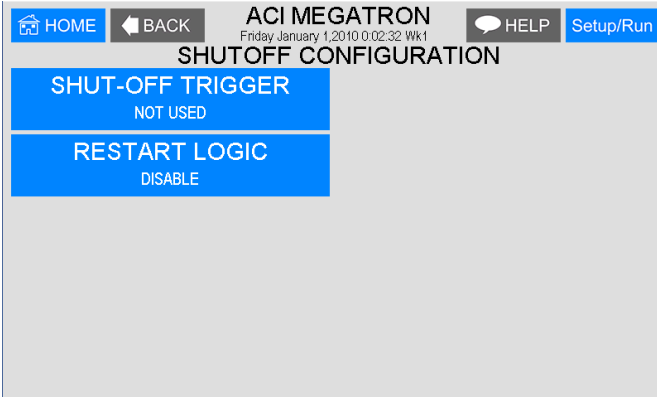 HOME
BACK
ACI MEGATRON
Friday January 1,2010 0:02:32 Wk1
HELP
Setup/Run
SHUTOFF CONFIGURATION
SHUT-OFF TRIGGER
NOT USED
RESTART LOGIC
DISABLE